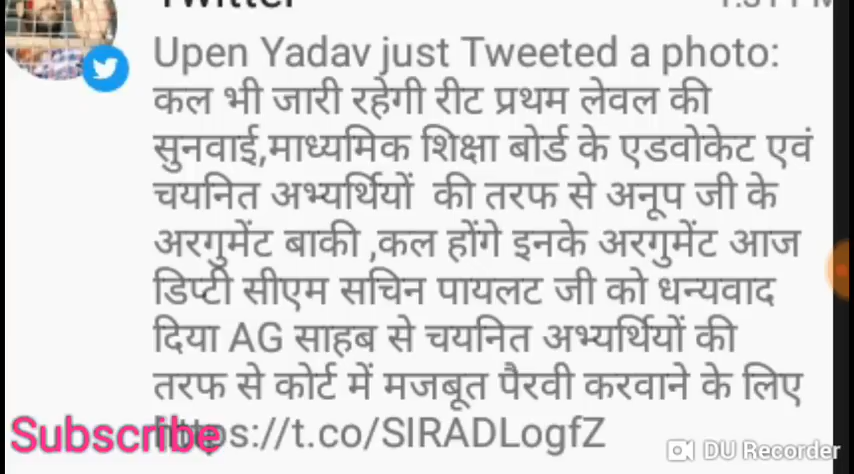 Twitter
Upen Yadav just Tweeted a photo:
कल भी जारी रहेगी रीट प्रथम लेवल की
सुनवाई,माध्यमिक शिक्षा बोर्ड के एडवोकेट एवं
चयनित अभ्यर्थियों की तरफ से अनूप जी के
अरगुमेंट बाकी ,कल होंगे इनके अरगुमेंट आज
डिप्टी सीएम सचिन पायलट जी को धन्यवाद
दिया AG साहब से चयनित अभ्यर्थियों की
तरफ से कोर्ट में मजबूत पैरवी करवाने के लिए
https://t.co/SIRADLogfZ
Subscribe
DU Recorder